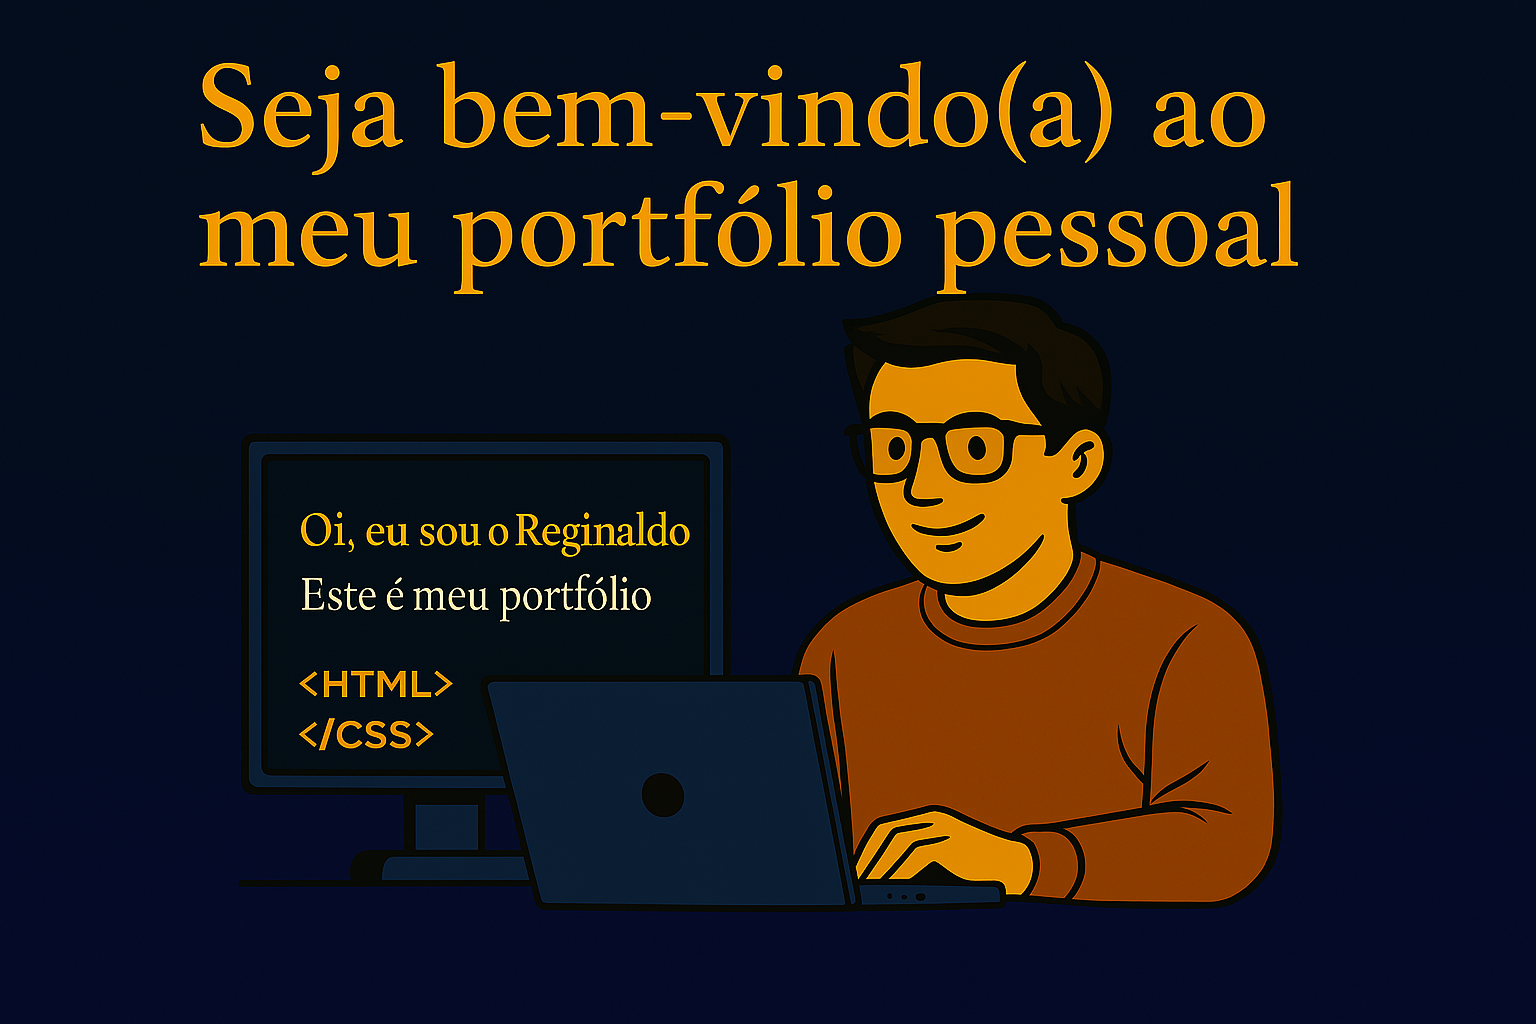 Seja bem-vindo(a) ao
meu portfólio pessoal
Oi, eu sou o Reginaldo
Este é meu portfólio
<HTML>
</CSS>